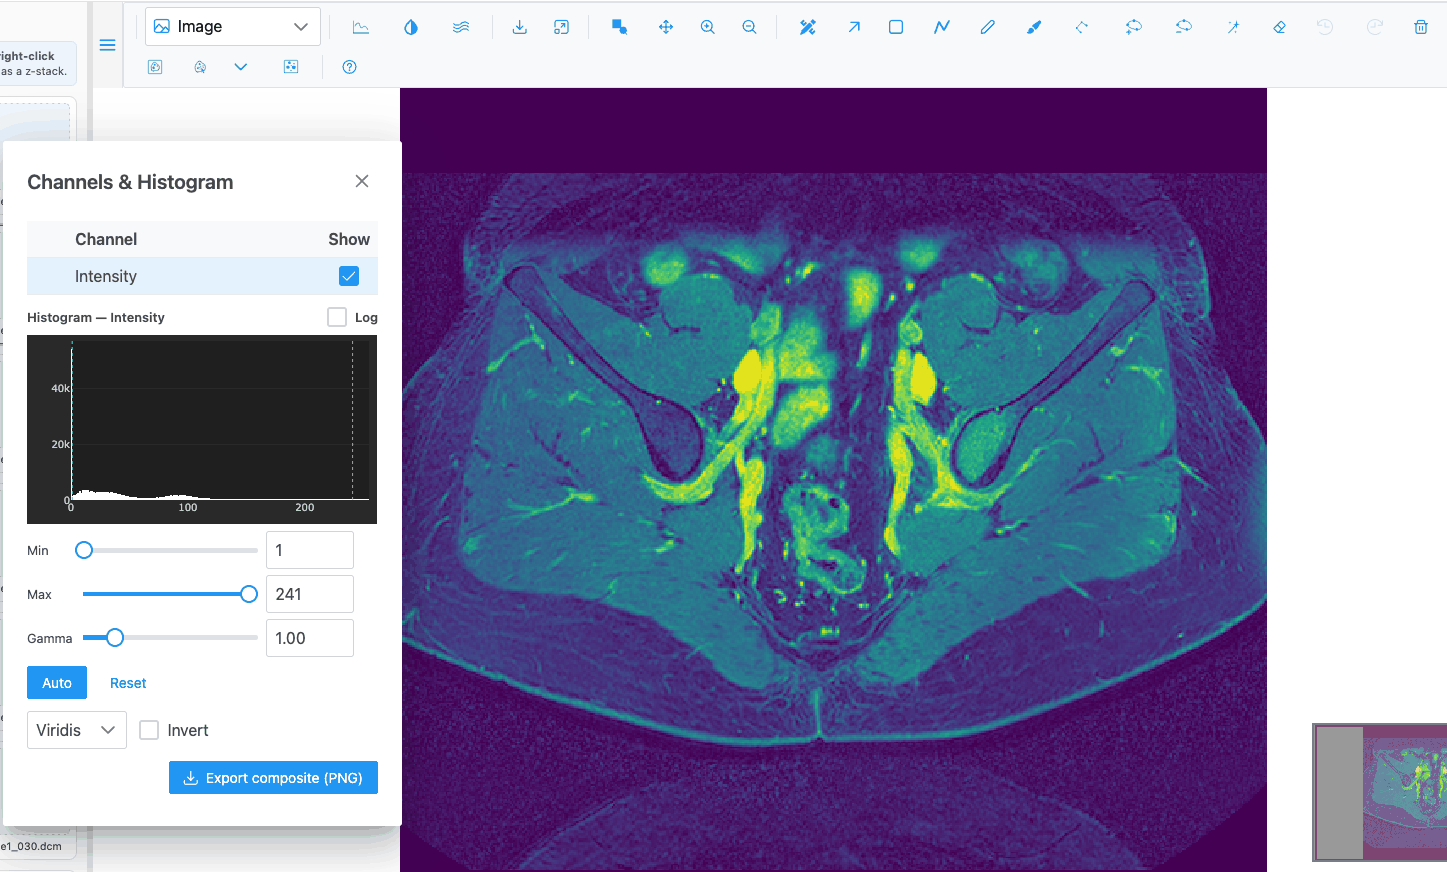 Image
right-click
as a z-stack.
Channels & Histogram
Channel Show
Intensity
Histogram — Intensity Log
40k
20k
0
0 100 200
Min 1
Max 241
Gamma 1.00
Auto Reset
Viridis Invert
Export composite (PNG)
e1_030.dcm